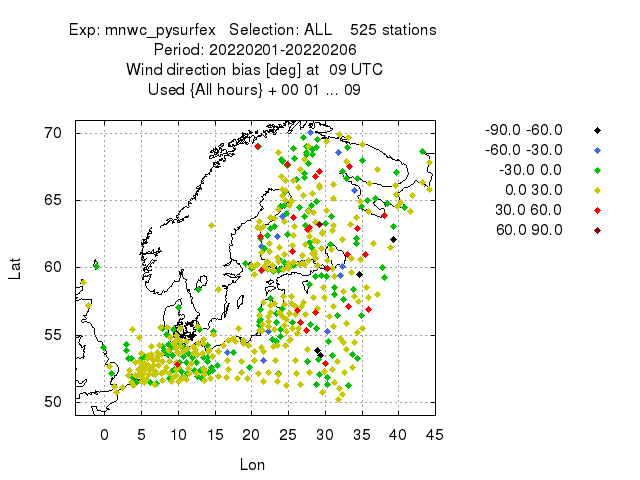 Exp: mnwc_pysurfex   Selection: ALL    525 stations
Period: 20220201-20220206
Wind direction bias [deg] at  09 UTC
Used {All hours} + 00 01 ... 09
-90.0 -60.0
-60.0 -30.0
-30.0 0.0
0.0 30.0
30.0 60.0
60.0 90.0
70
65
60
55
50
Lat
0 5 10 15 20 25 30 35 40 45
Lon